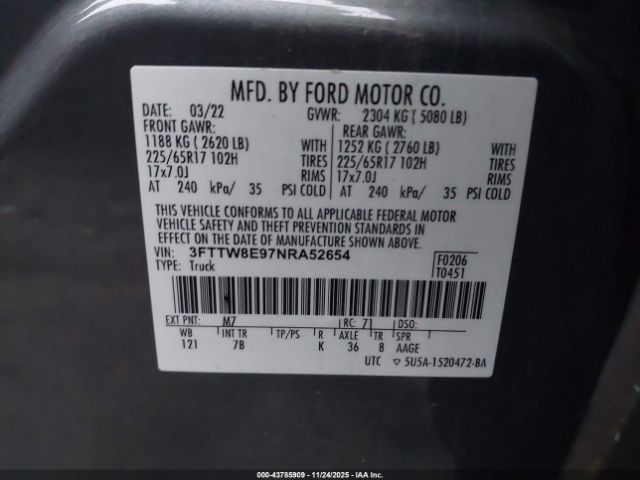 MFD. BY FORD MOTOR CO.
DATE: 03/22 GVWR: 2304 KG ( 5080 LB)
FRONT GAWR: REAR GAWR:
1188 KG ( 2620 LB) WITH 1252 KG ( 2760 LB) WITH
225/65R17 102H TIRES 225/65R17 102H TIRES
17x7.0J RIMS 17x7.0J RIMS
AT 240 kPa/ 35 PSI COLD AT 240 kPa/ 35 PSI COLD
THIS VEHICLE CONFORMS TO ALL APPLICABLE FEDERAL MOTOR
VEHICLE SAFETY AND THEFT PREVENTION STANDARDS IN
EFFECT ON THE DATE OF MANUFACTURE SHOWN ABOVE.
VIN: 3FTTW8E97NRA52654 F0206
TYPE: Truck T0451
EXT PNT: M7 RC: 71 DSO:
WB INT TR TP/PS R AXLE TR SPR
121 7B K 36 8 AAGE
UTC ▽ 5U5A-1520472-BA
000-43785909 - 11/24/2025 - IAA, Inc.